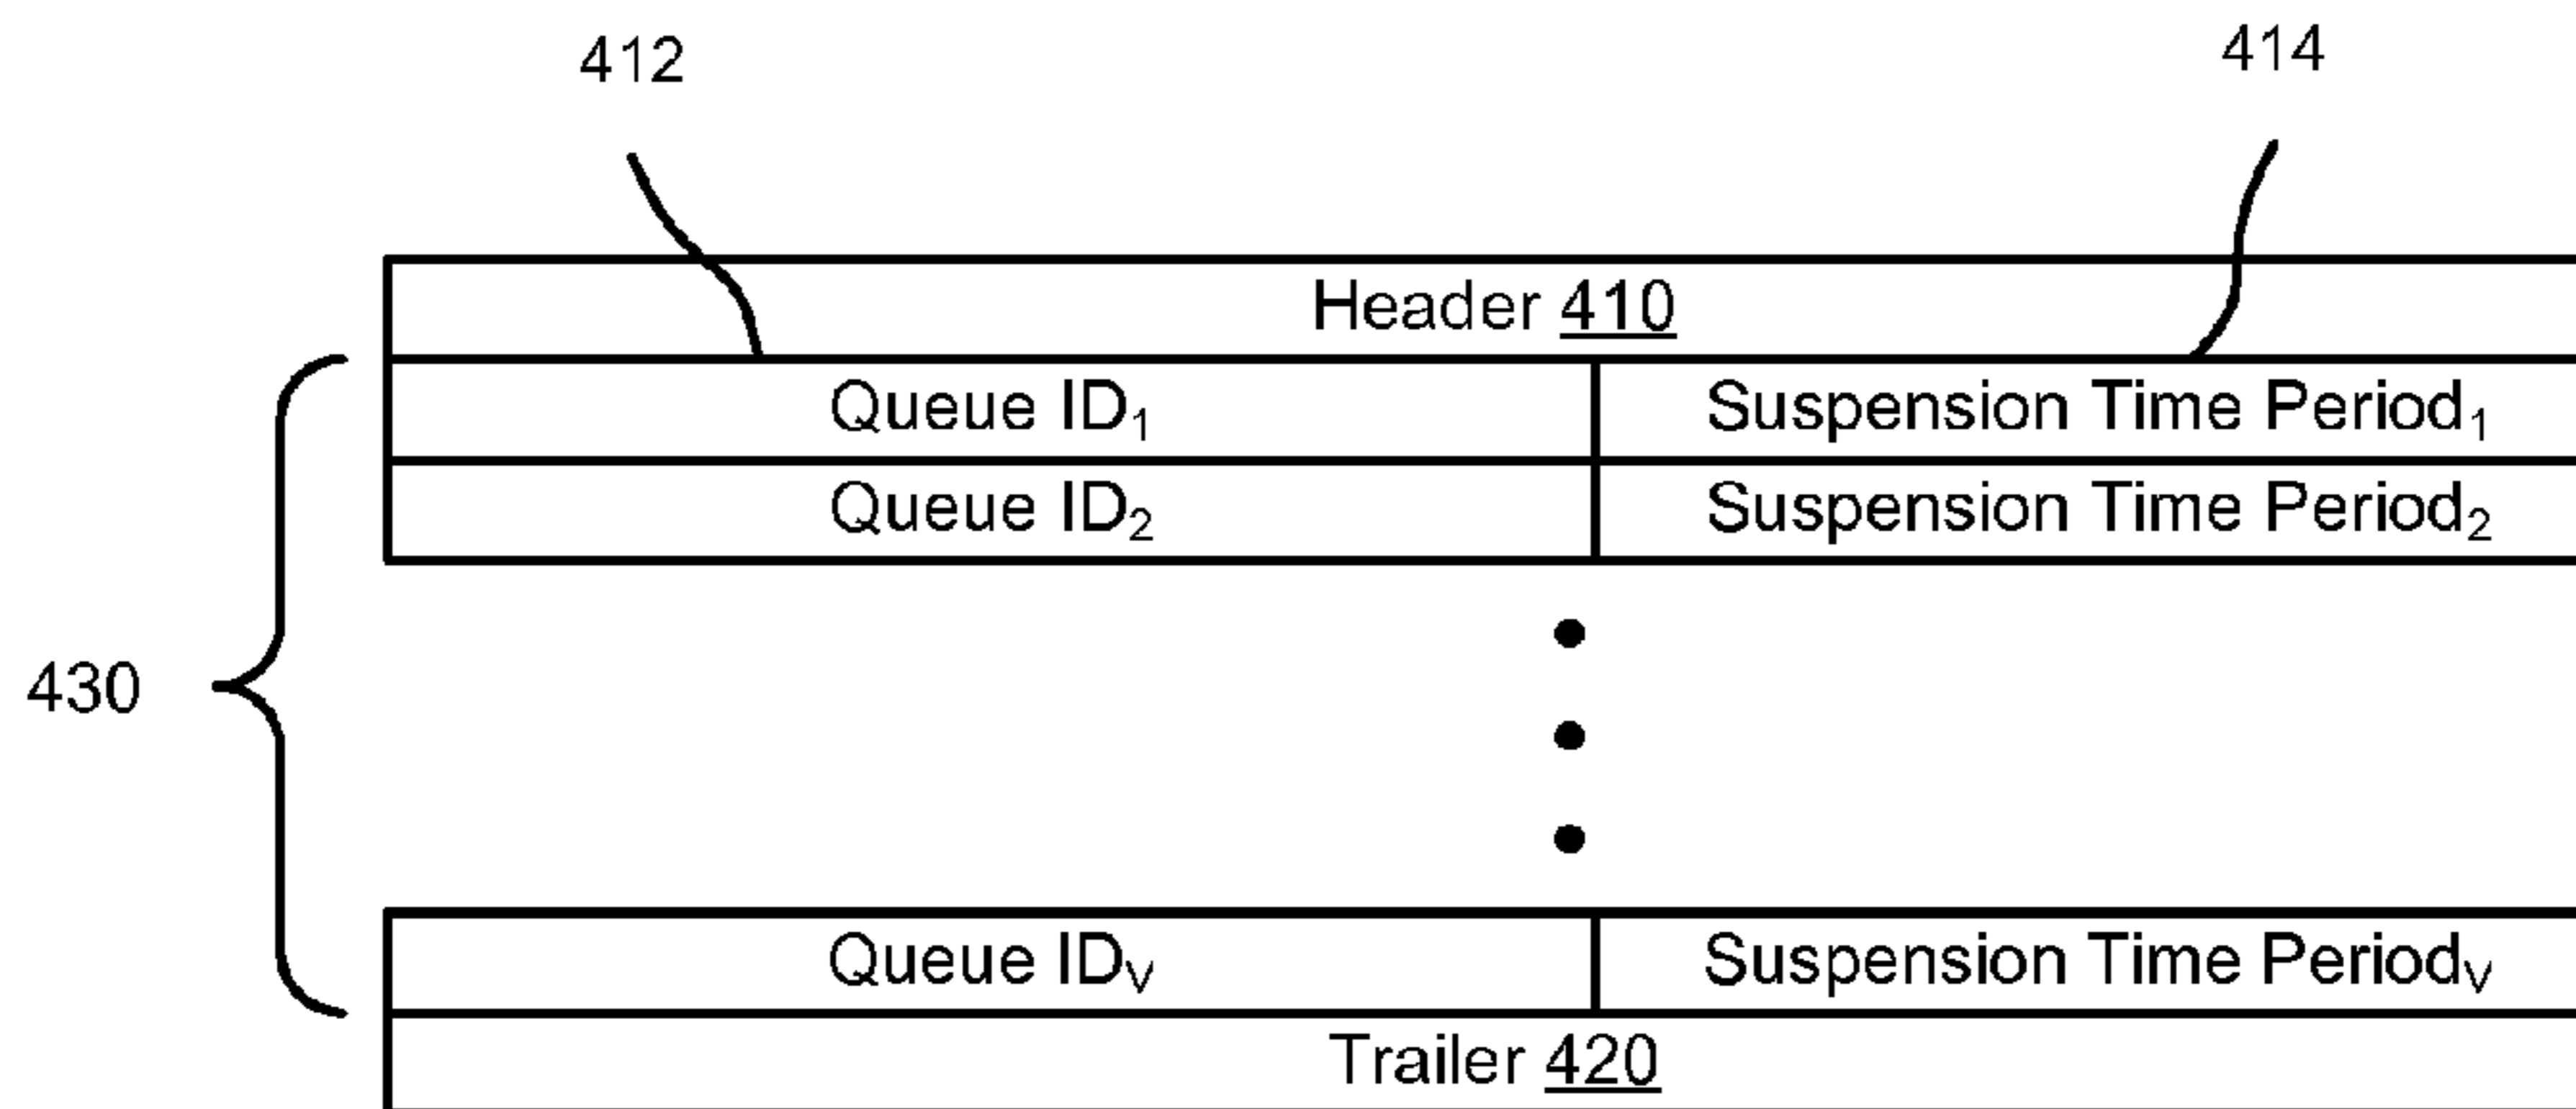 412 414
Header 410
Queue ID₁ Suspension Time Period₁
Queue ID₂ Suspension Time Period₂
430
Queue IDᵥ Suspension Time Periodᵥ
Trailer 420